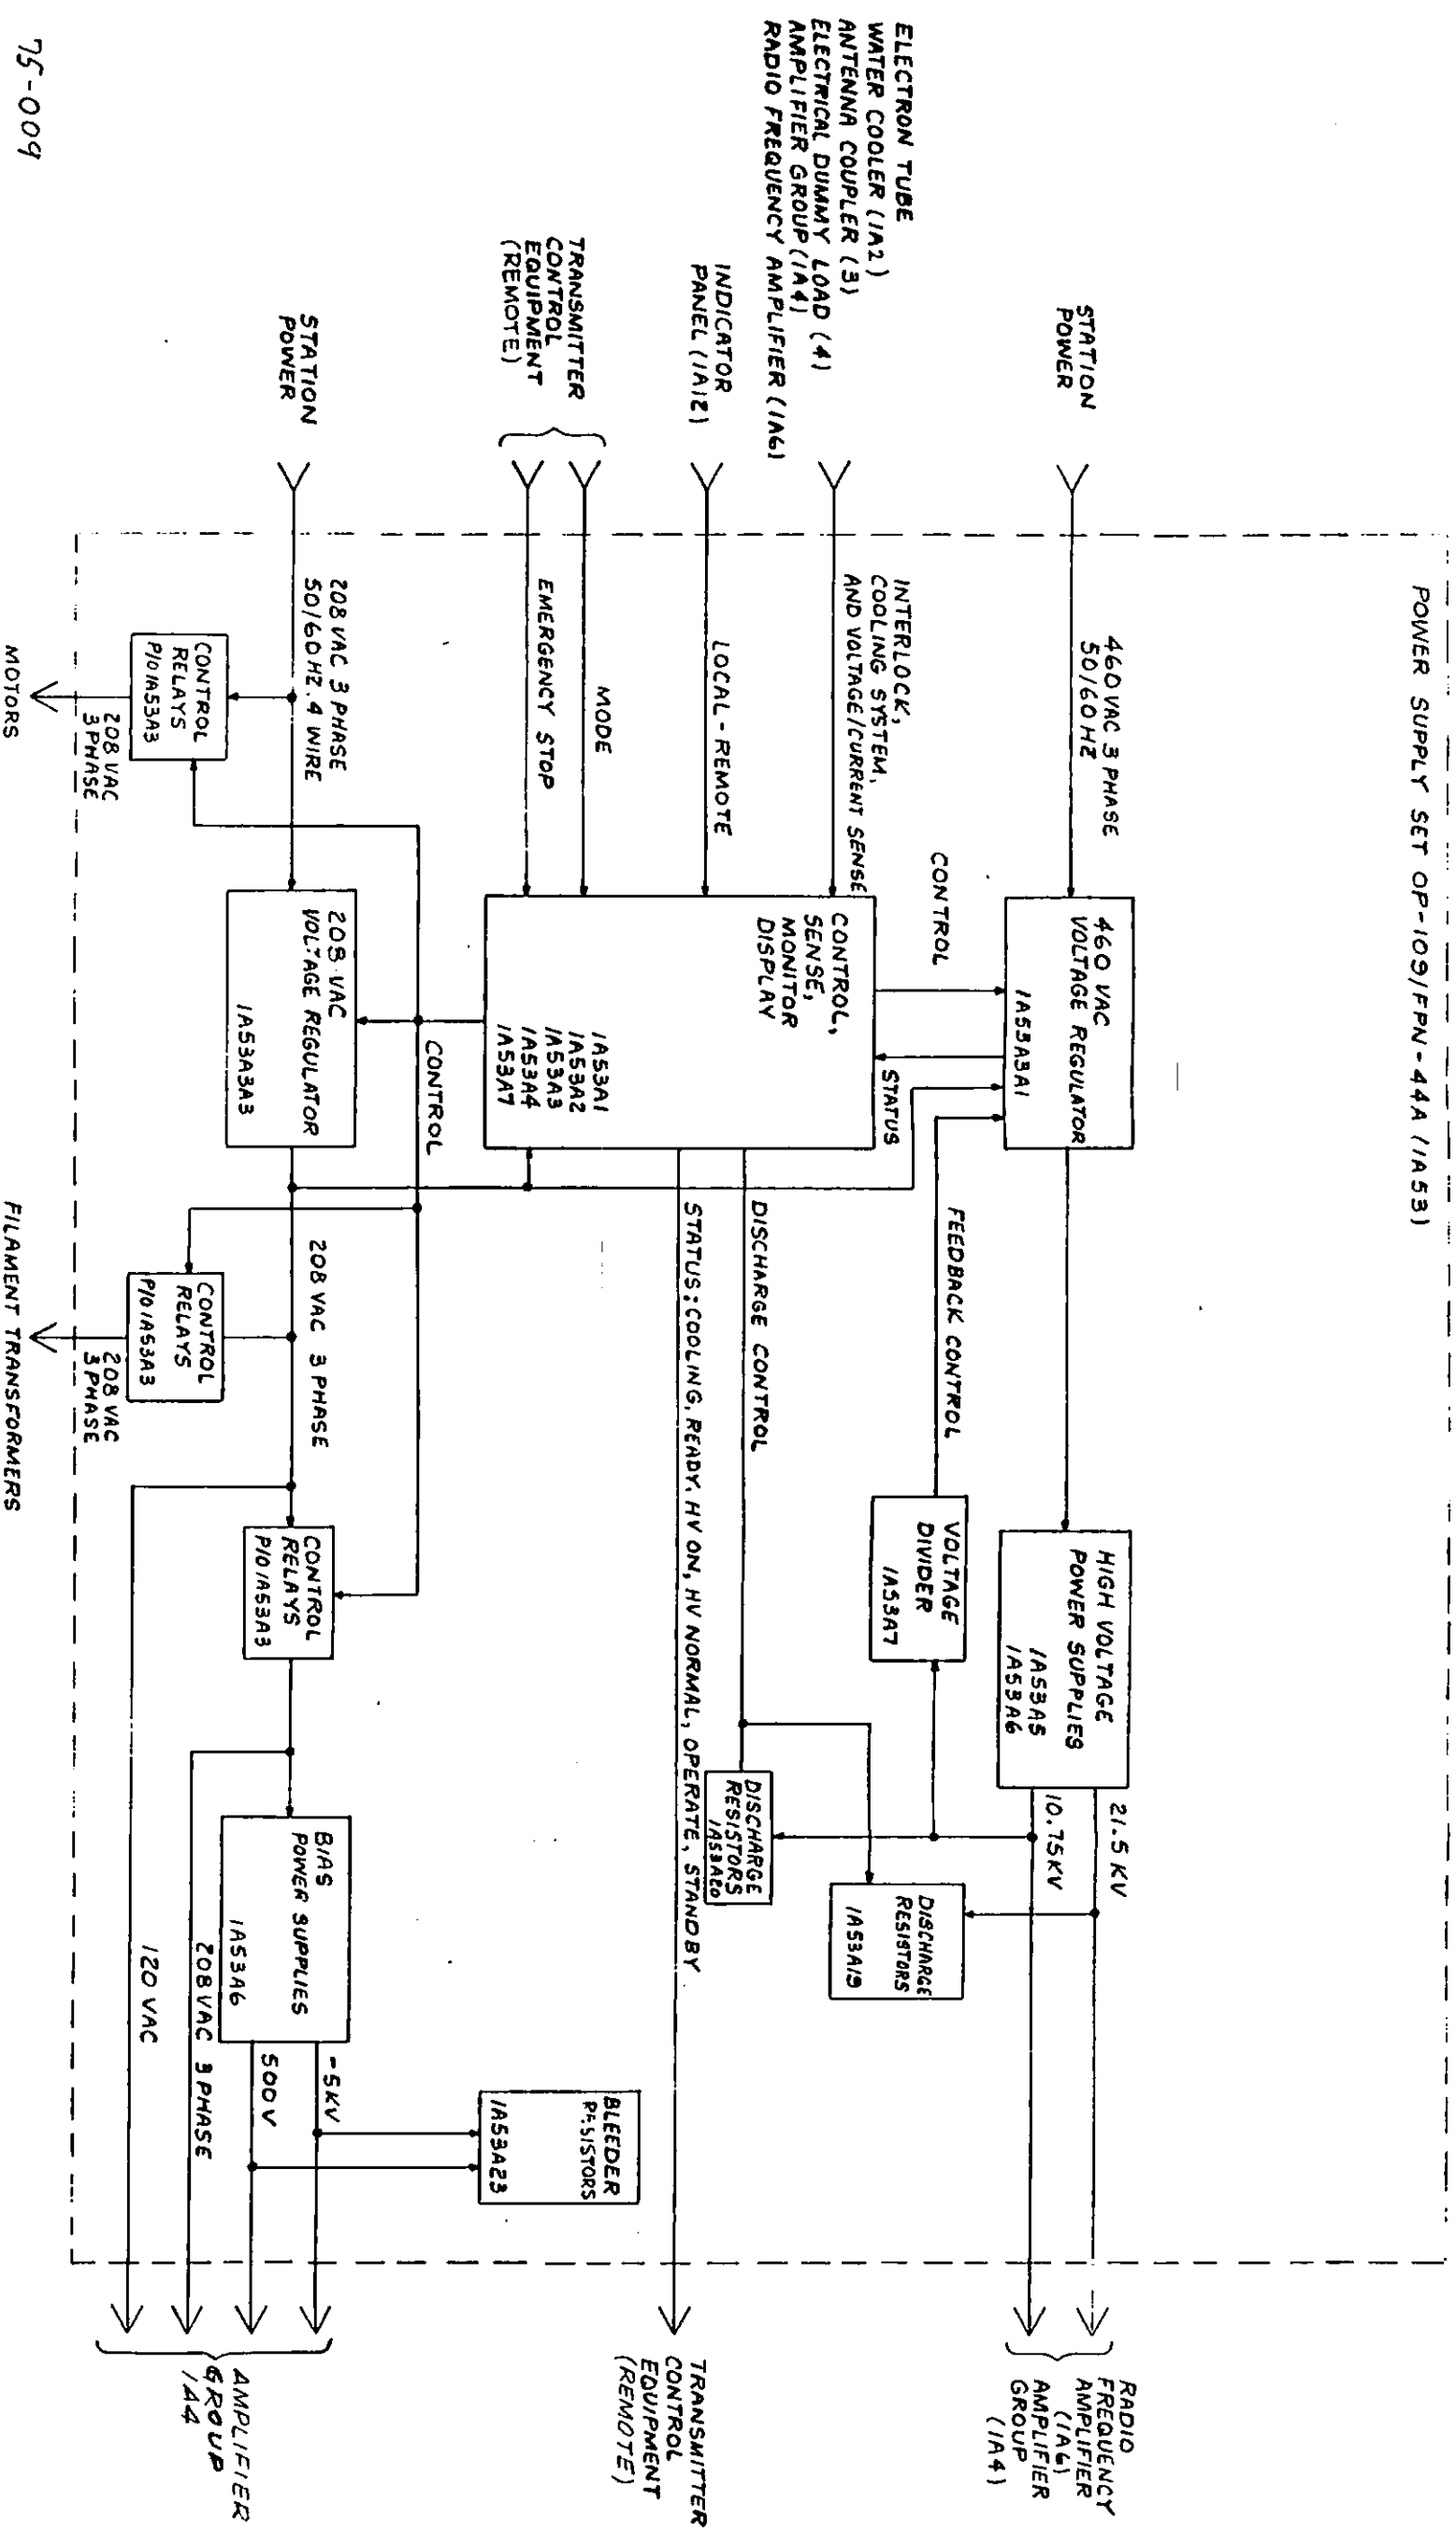 POWER SUPPLY SET OP-109/FPN-44A (1A53)
STATION
POWER
460 VAC 3 PHASE
50/60 HZ
460 VAC
VOLTAGE REGULATOR
1A53A3A1
HIGH VOLTAGE
POWER SUPPLIES
1A53A5
1A53A6
21.5 KV
10.75KV
RADIO
FREQUENCY
AMPLIFIER
(1A6)
AMPLIFIER
GROUP
(1A4)
CONTROL
STATUS
FEEDBACK CONTROL
VOLTAGE
DIVIDER
1A53A7
DISCHARGE
RESISTORS
1A53A19
ELECTRON TUBE
WATER COOLER (1A2)
ANTENNA COUPLER (3)
ELECTRICAL DUMMY LOAD (4)
AMPLIFIER GROUP (1A4)
RADIO FREQUENCY AMPLIFIER (1A6)
INTERLOCK,
COOLING SYSTEM,
AND VOLTAGE/CURRENT SENSE
CONTROL,
SENSE,
MONITOR
DISPLAY
1A53A1
1A53A2
1A53A3
1A53A4
1A53A7
DISCHARGE CONTROL
DISCHARGE
RESISTORS
1A53A20
INDICATOR
PANEL (1A12)
LOCAL-REMOTE
STATUS: COOLING, READY, HV ON, HV NORMAL, OPERATE, STANDBY
TRANSMITTER
CONTROL
EQUIPMENT
(REMOTE)
TRANSMITTER
CONTROL
EQUIPMENT
(REMOTE)
MODE
EMERGENCY STOP
BLEEDER
RESISTORS
1A53A23
CONTROL
STATION
POWER
208 VAC 3 PHASE
50/60 HZ. 4 WIRE
208 VAC
VOLTAGE REGULATOR
1A53A3A3
208 VAC 3 PHASE
CONTROL
RELAYS
P/O 1A53A3
BIAS
POWER SUPPLIES
1A53A6
-5KV
500V
208 VAC 3 PHASE
120 VAC
AMPLIFIER
GROUP
1A4
CONTROL
RELAYS
P/O 1A53A3
208 VAC
3 PHASE
MOTORS
CONTROL
RELAYS
P/O 1A53A3
208 VAC
3 PHASE
FILAMENT TRANSFORMERS
75-009